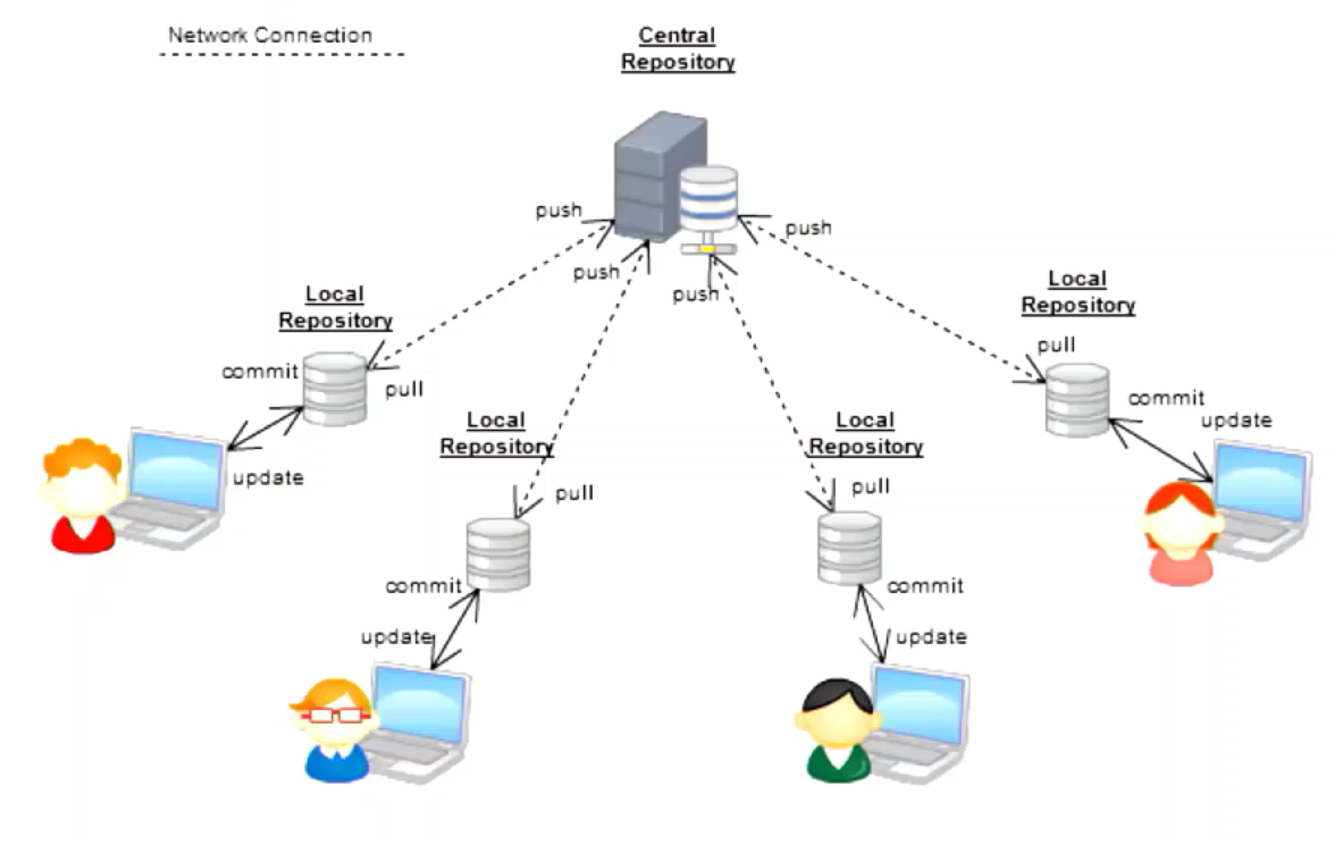 Network Connection
Central
Repository
push
push
push
push
Local
Repository
commit
pull
update
Local
Repository
pull
commit
update
Local
Repository
pull
commit
update
Local
Repository
pull
commit
update